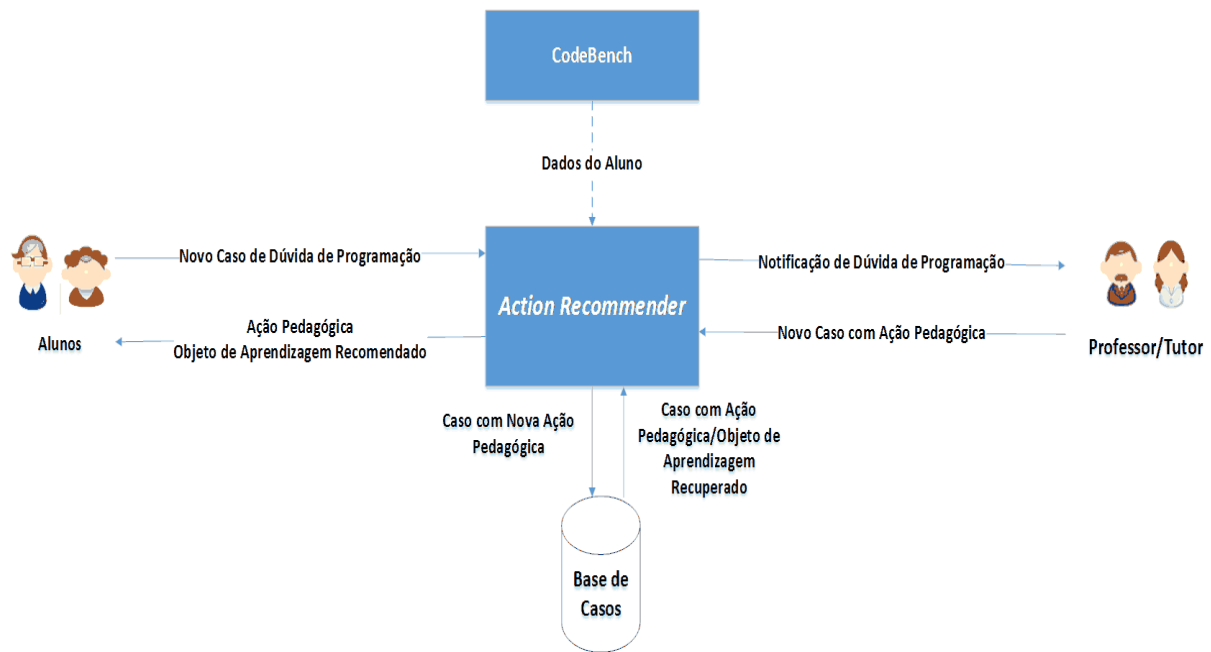 CodeBench
Dados do Aluno
Novo Caso de Dúvida de Programação
Notificação de Dúvida de Programação
Action Recommender
Alunos
Ação Pedagógica
Objeto de Aprendizagem Recomendado
Novo Caso com Ação Pedagógica
Professor/Tutor
Caso com Nova Ação
Pedagógica
Caso com Ação
Pedagógica/Objeto de
Aprendizagem
Recuperado
Base de
Casos